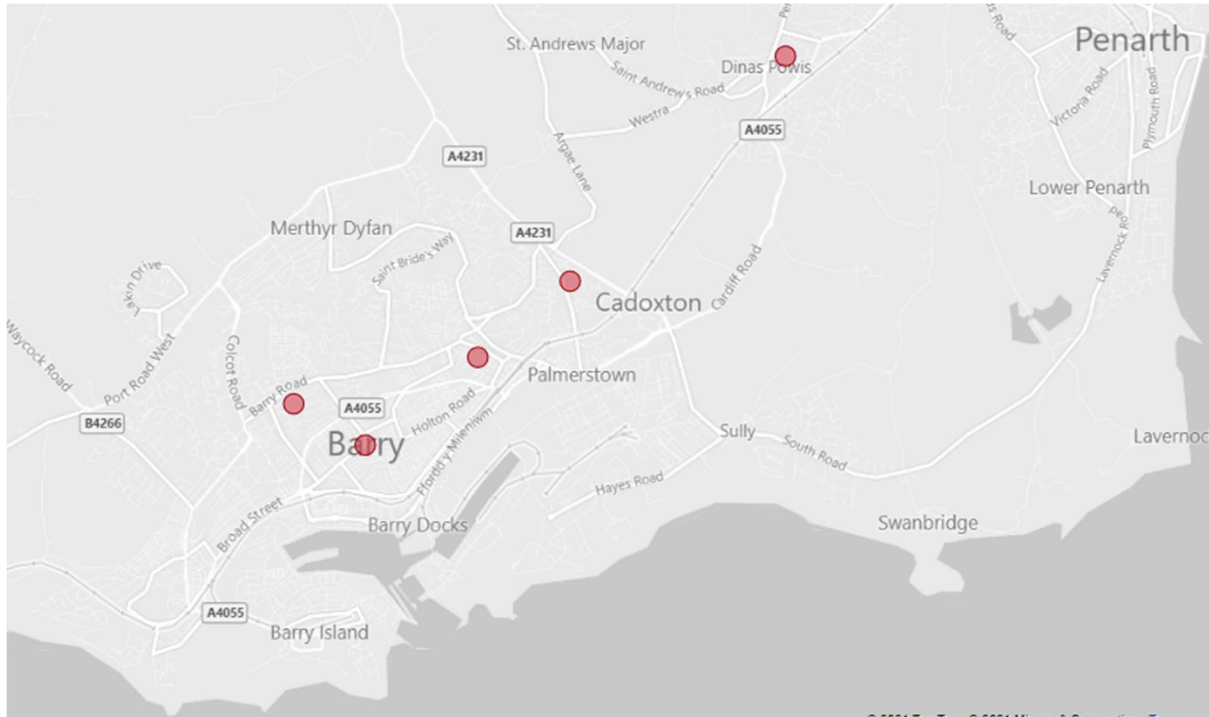 Penarth
St. Andrews Major
Dinas Powis
Saint Andrew's Road
Westra
Victoria Road
Plymouth Road
A4055
A4231
Argae Lane
Lower Penarth
Merthyr Dyfan
A4231
Saint Bride's Way
Lavernock Road
Lakin Drive
Cardiff Road
Cadoxton
Waycock Road
Port Road West
Colcot Road
Palmerstown
Barry Road
A4055
Holton Road
B4266
Barry
Sully
South Road
Ffordd y Mileniwm
Hayes Road
Broad Street
Barry Docks
Swanbridge
A4055
Barry Island